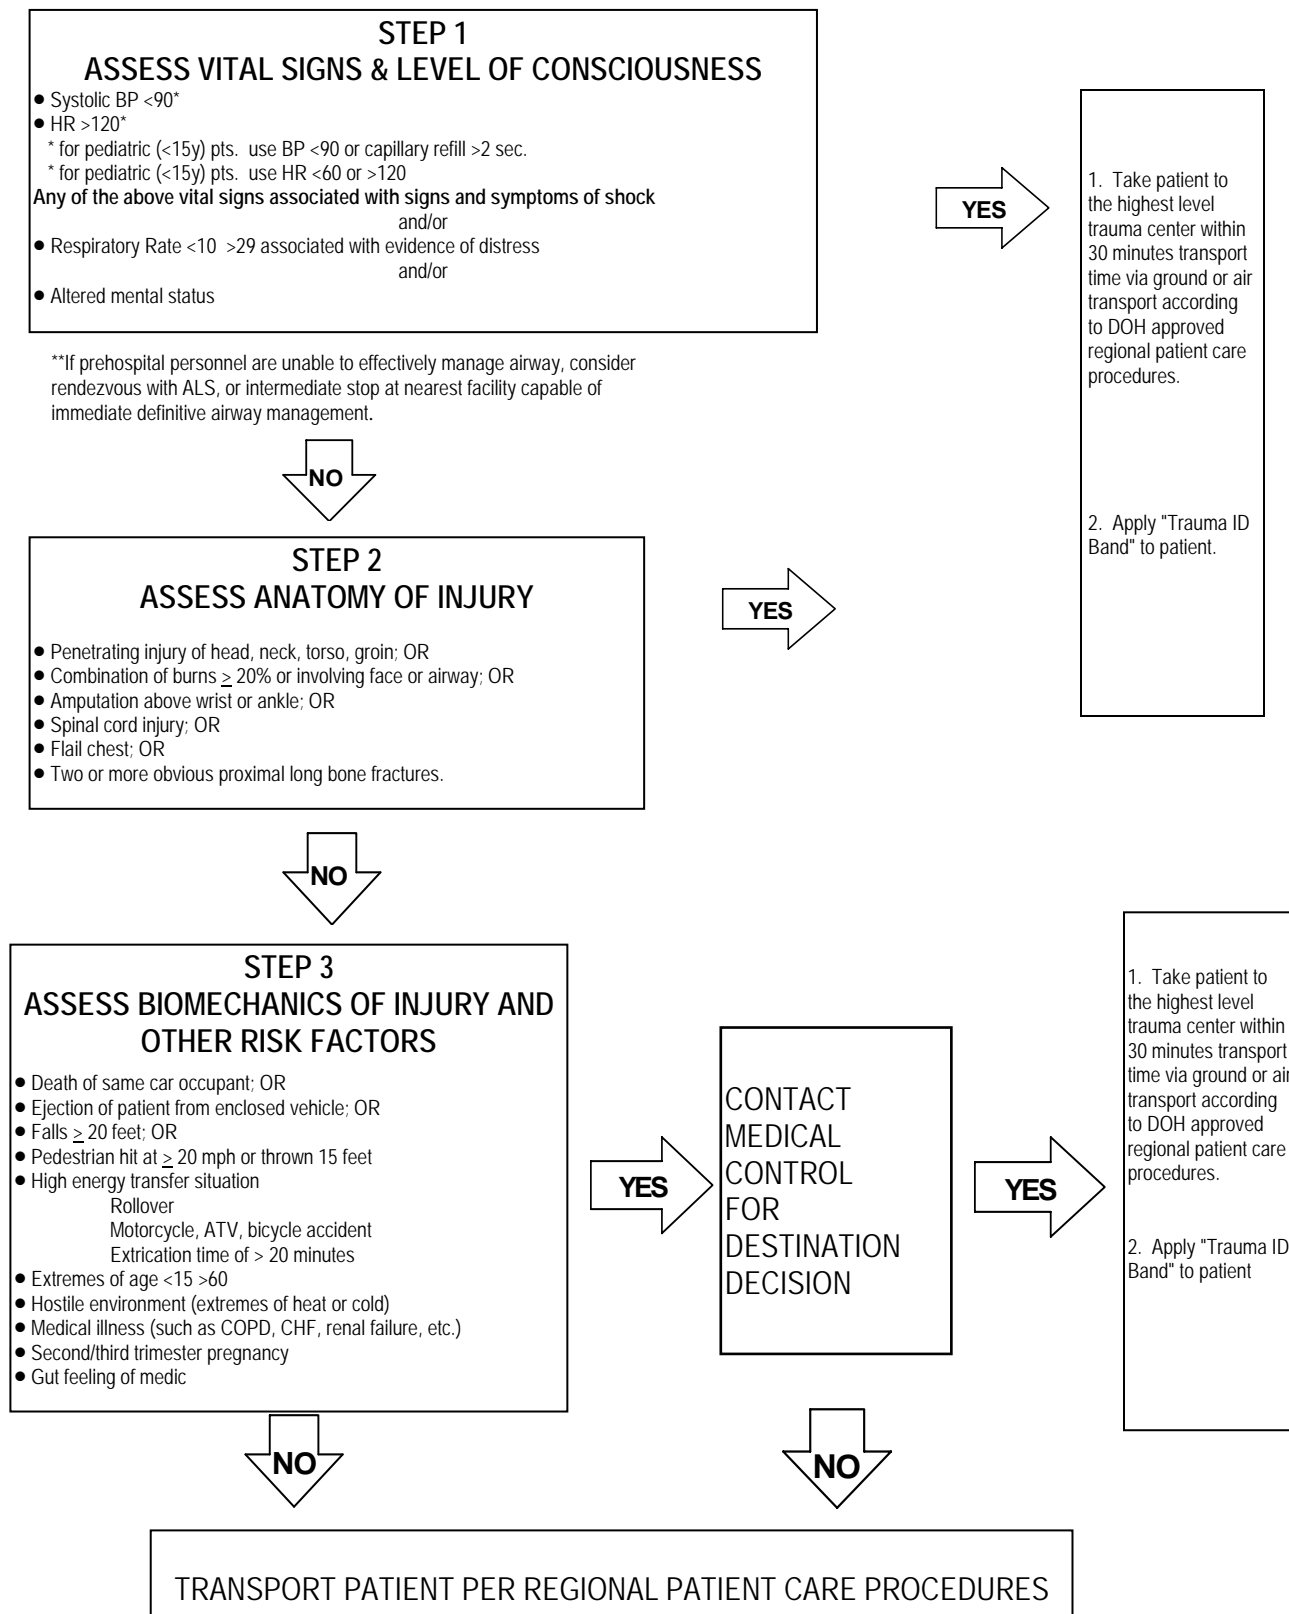 STEP 1
ASSESS VITAL SIGNS & LEVEL OF CONSCIOUSNESS
● Systolic BP <90*
● HR >120*
* for pediatric (<15y) pts.  use BP <90 or capillary refill >2 sec.
* for pediatric (<15y) pts.  use HR <60 or >120
Any of the above vital signs associated with signs and symptoms of shock
and/or
● Respiratory Rate <10  >29 associated with evidence of distress
and/or
● Altered mental status
YES
1.  Take patient to
the highest level
trauma center within
30 minutes transport
time via ground or air
transport according
to DOH approved
regional patient care
procedures.
2.  Apply "Trauma ID
Band" to patient.
**If prehospital personnel are unable to effectively manage airway, consider
rendezvous with ALS, or intermediate stop at nearest facility capable of
immediate definitive airway management.
NO
STEP 2
ASSESS ANATOMY OF INJURY
● Penetrating injury of head, neck, torso, groin; OR
● Combination of burns ≥ 20% or involving face or airway; OR
● Amputation above wrist or ankle; OR
● Spinal cord injury; OR
● Flail chest; OR
● Two or more obvious proximal long bone fractures.
YES
NO
STEP 3
ASSESS BIOMECHANICS OF INJURY AND
OTHER RISK FACTORS
● Death of same car occupant; OR
● Ejection of patient from enclosed vehicle; OR
● Falls ≥ 20 feet; OR
● Pedestrian hit at ≥ 20 mph or thrown 15 feet
● High energy transfer situation
Rollover
Motorcycle, ATV, bicycle accident
Extrication time of > 20 minutes
● Extremes of age <15 >60
● Hostile environment (extremes of heat or cold)
● Medical illness (such as COPD, CHF, renal failure, etc.)
● Second/third trimester pregnancy
● Gut feeling of medic
YES
CONTACT
MEDICAL
CONTROL
FOR
DESTINATION
DECISION
YES
1.  Take patient to
the highest level
trauma center within
30 minutes transport
time via ground or air
transport according
to DOH approved
regional patient care
procedures.
2.  Apply "Trauma ID
Band" to patient
NO
NO
TRANSPORT PATIENT PER REGIONAL PATIENT CARE PROCEDURES